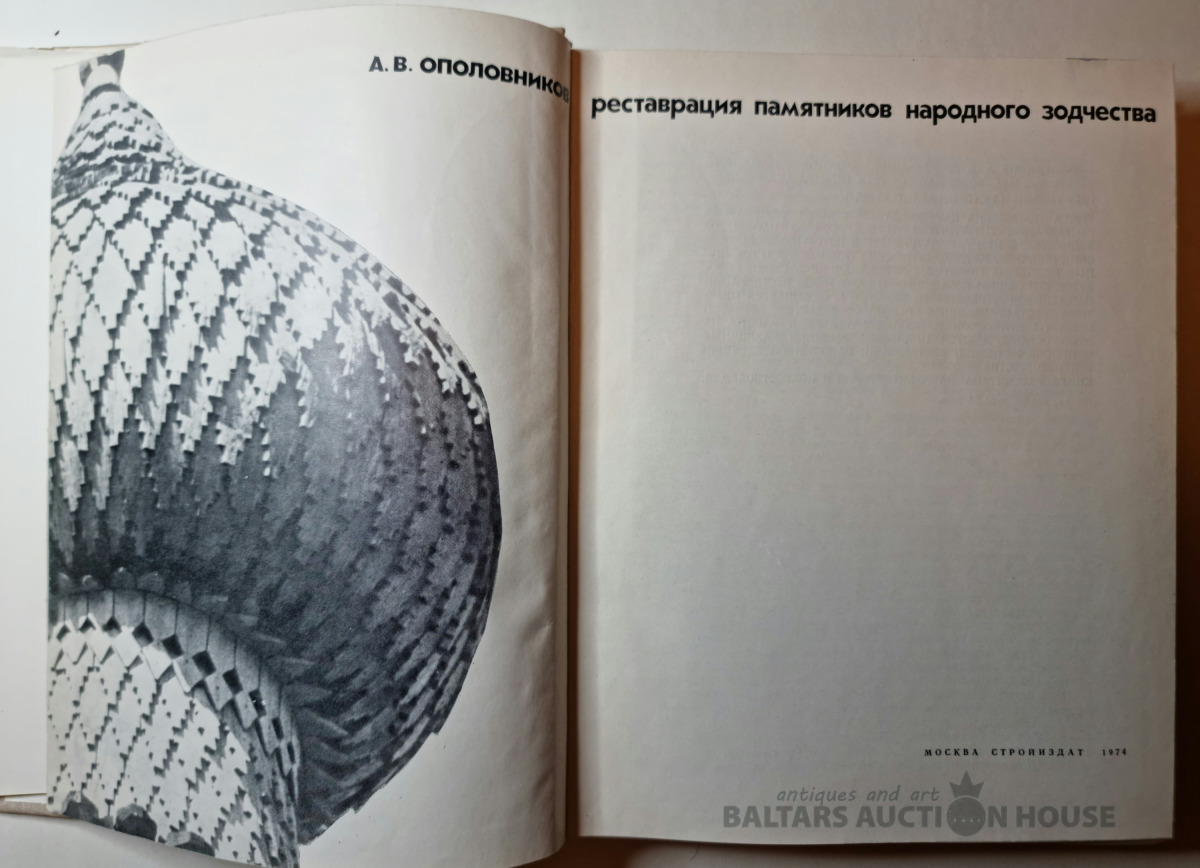 А. В. ОПОЛОВНИКОВ
реставрация памятников народного зодчества
МОСКВА СТРОЙИЗДАТ 1974
antiques and art
BALTARS AUCTION HOUSE